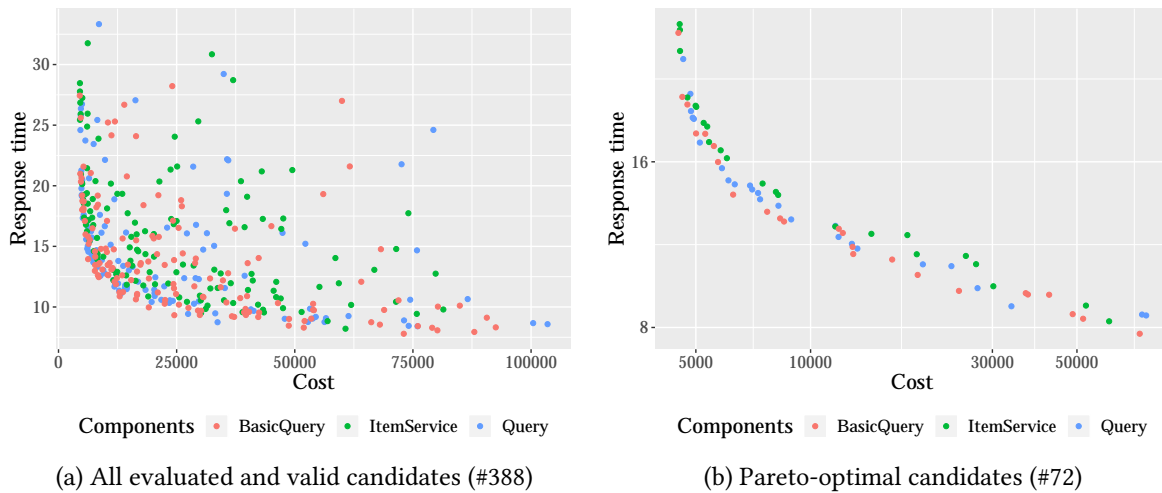 Response time
30
25
20
15
10
0
25000
50000
75000
100000
Cost
Components BasicQuery ItemService Query
(a) All evaluated and valid candidates (#388)
Response time
16
8
5000
10000
30000
50000
Cost
Components BasicQuery ItemService Query
(b) Pareto-optimal candidates (#72)